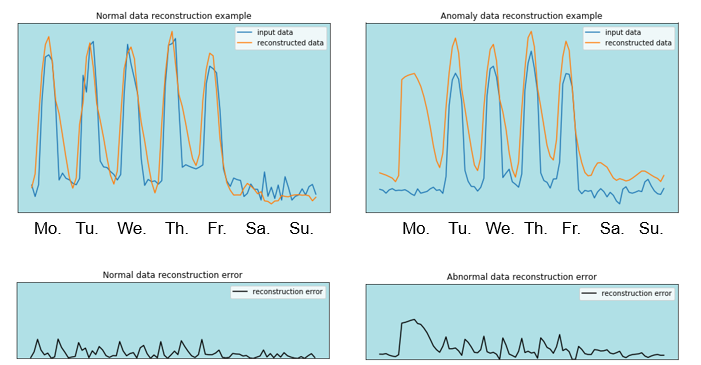 Normal data reconstruction example
input data
reconstructed data
Mo. Tu. We. Th. Fr. Sa. Su.
Anomaly data reconstruction example
input data
reconstructed data
Mo. Tu. We. Th. Fr. Sa. Su.
Normal data reconstruction error
reconstruction error
Abnormal data reconstruction error
reconstruction error